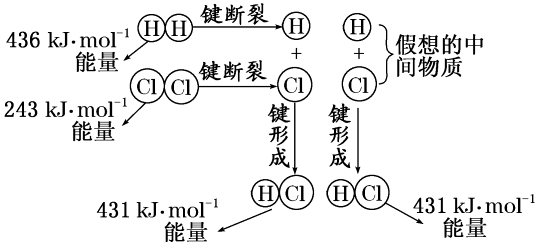 H H 键断裂 H H
436 kJ·mol⁻¹
能量
+ + 假想的中
间物质
Cl Cl 键断裂 Cl Cl
243 kJ·mol⁻¹
能量
键形成 键形成
H Cl H Cl
431 kJ·mol⁻¹
能量
431 kJ·mol⁻¹
能量